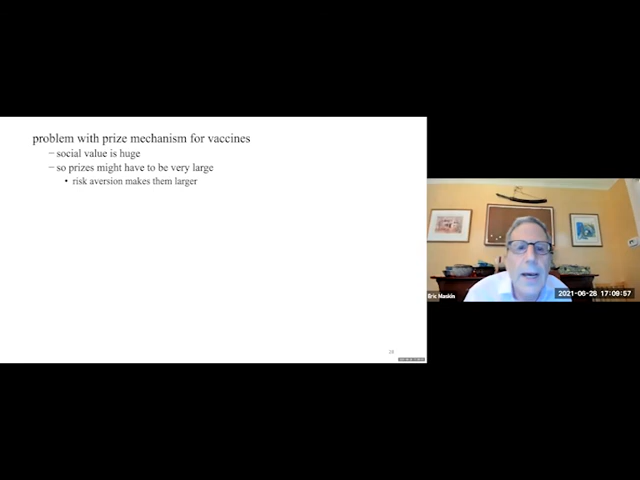 problem with prize mechanism for vaccines
– social value is huge
– so prizes might have to be very large
• risk aversion makes them larger
Eric Maskin
2021-06-28 17:09:57
28